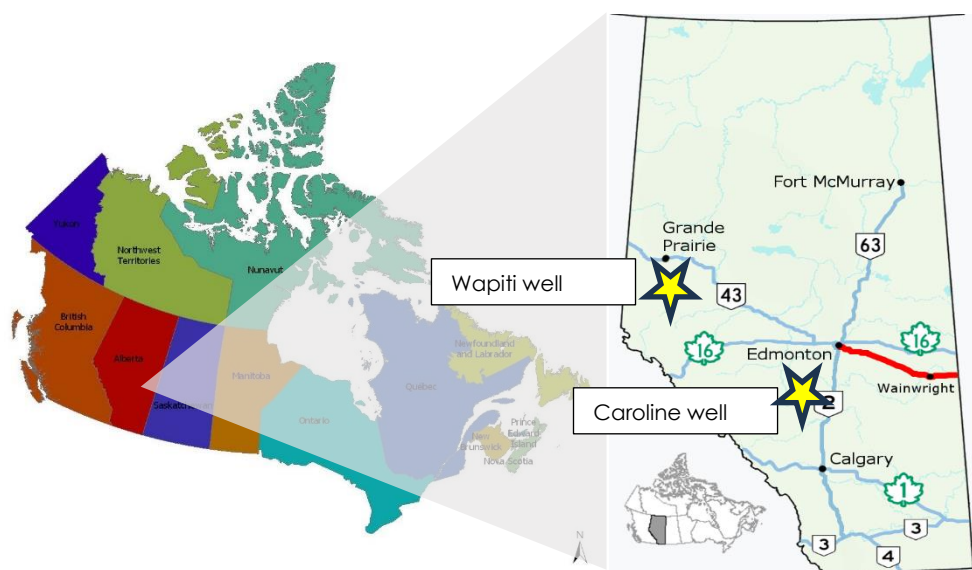 Yukon
Northwest
Territories
Nunavut
British
Columbia
Alberta
Saskatchewan
Manitoba
Ontario
Québec
Newfoundland
and Labrador
New
Brunswick
Prince
Edward
Island
Nova Scotia
N
Wapiti well
Caroline well
Fort McMurray
Grande
Prairie
63
43
16
16
Edmonton
Wainwright
2
Calgary
1
3
3
4